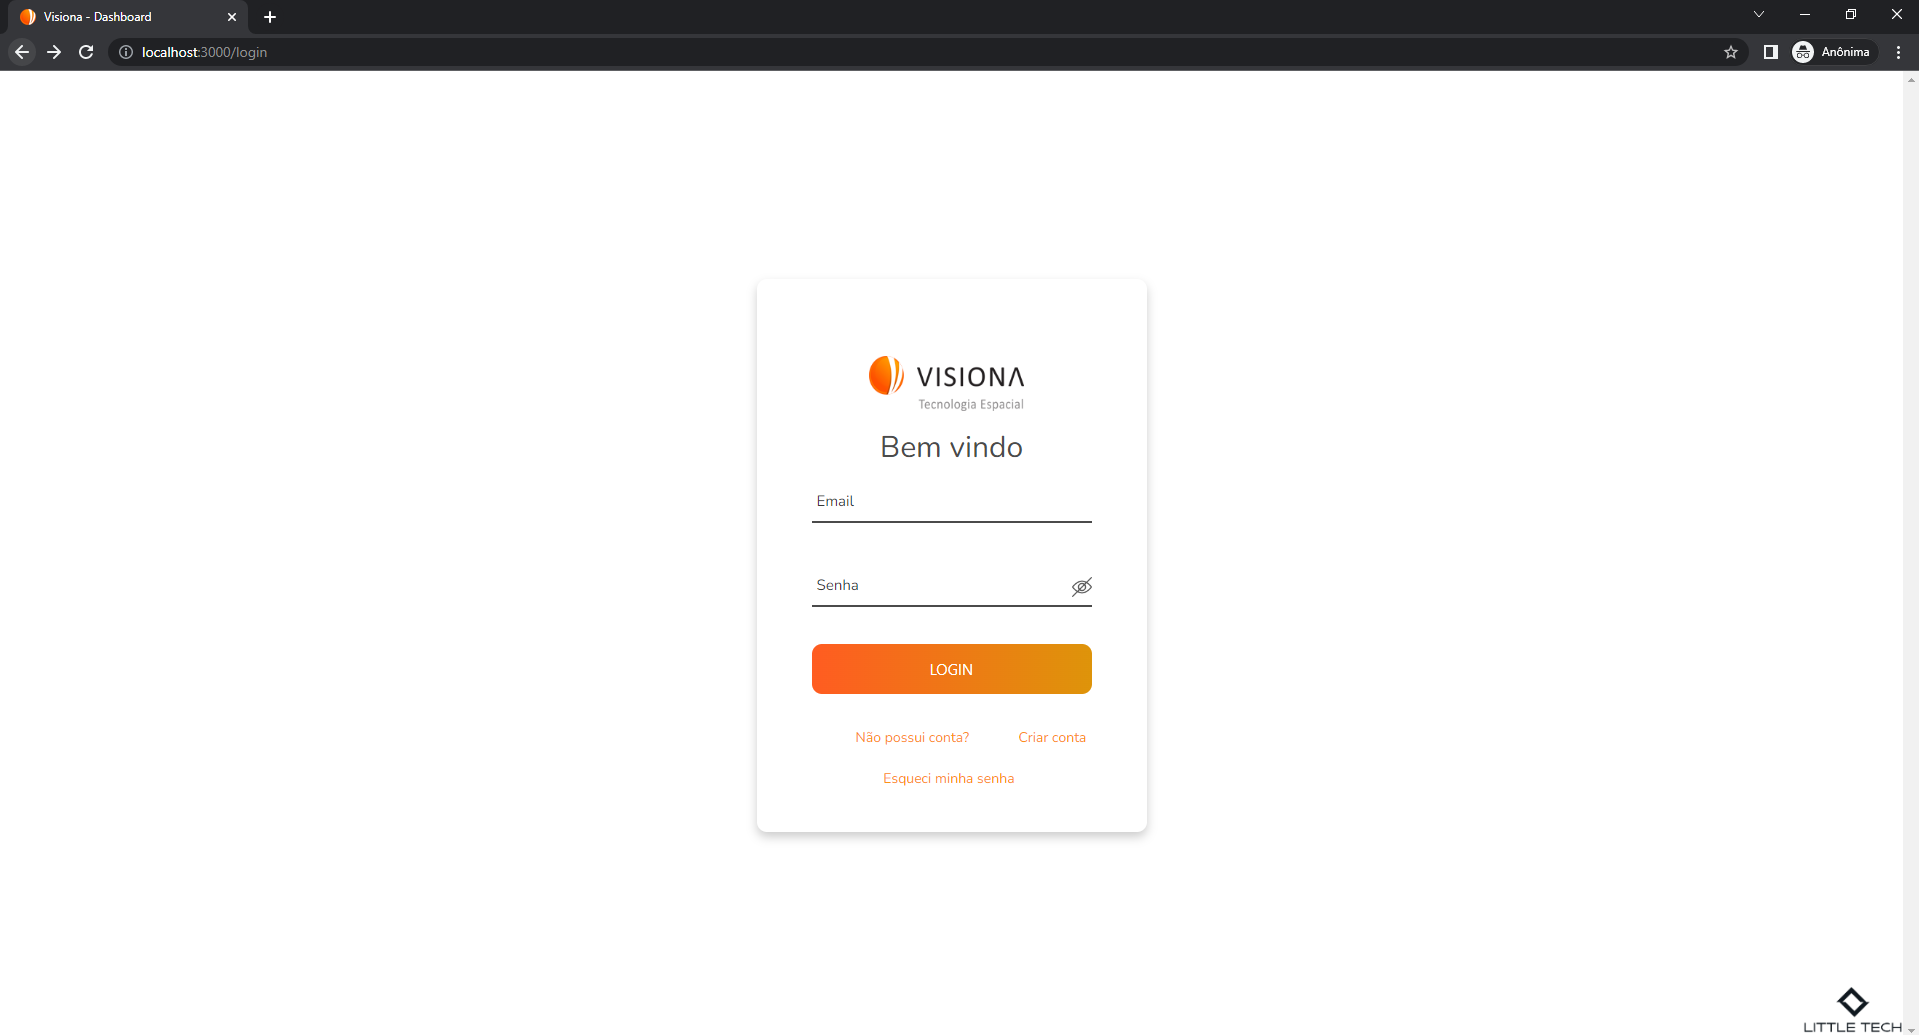 Visiona - Dashboard
localhost:3000/login
Anônima
VISIONA
Tecnologia Espacial
Bem vindo
Email
Senha
LOGIN
Não possui conta? Criar conta
Esqueci minha senha
LITTLE TECH